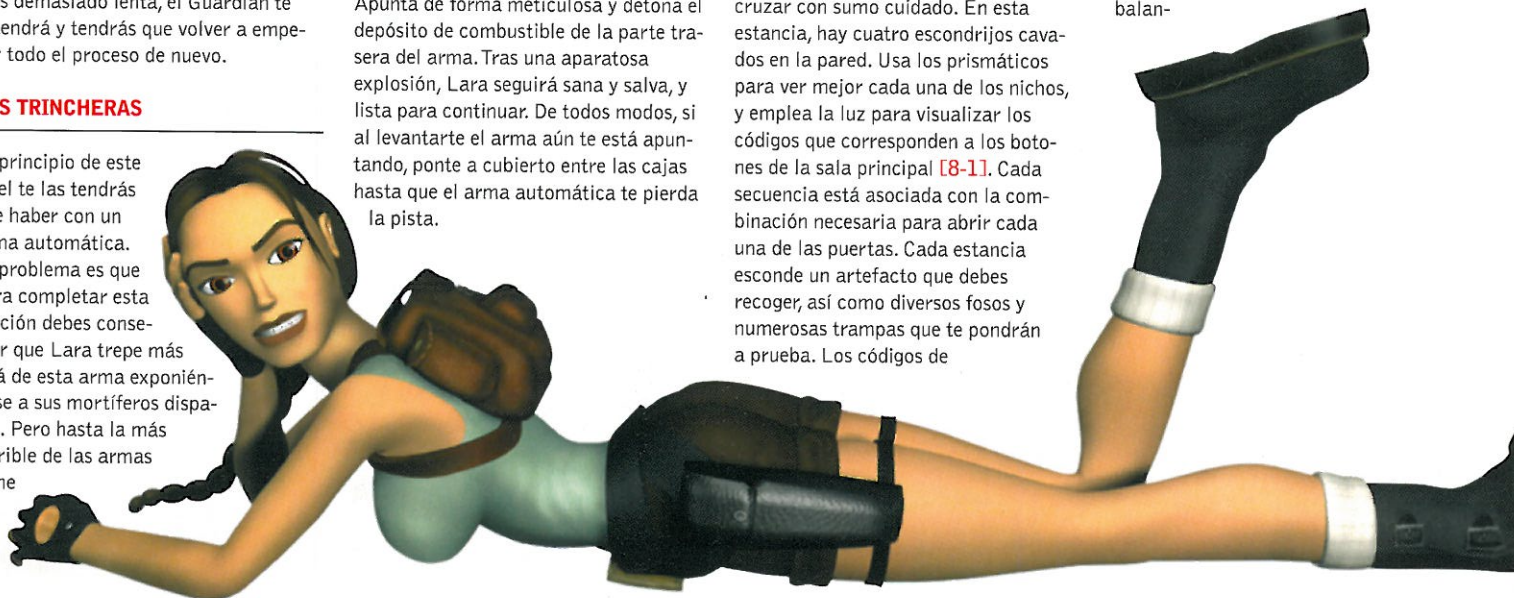 s demasiado lenta, el Guardián te
endrá y tendrás que volver a empe-
r todo el proceso de nuevo.
S TRINCHERAS
principio de este
el te las tendrás
e haber con un
ma automática.
problema es que
ra completar esta
ción debes conse-
r que Lara trepe más
á de esta arma exponién-
se a sus mortíferos dispa-
. Pero hasta la más
rible de las armas
ne
Apunta de forma meticulosa y detona el
depósito de combustible de la parte tra-
sera del arma. Tras una aparatosa
explosión, Lara seguirá sana y salva, y
lista para continuar. De todos modos, si
al levantarte el arma aún te está apun-
tando, ponte a cubierto entre las cajas
hasta que el arma automática te pierda
la pista.
cruzar con sumo cuidado. En esta
estancia, hay cuatro escondrijos cava-
dos en la pared. Usa los prismáticos
para ver mejor cada una de los nichos,
y emplea la luz para visualizar los
códigos que corresponden a los boto-
nes de la sala principal [8-1]. Cada
secuencia está asociada con la com-
binación necesaria para abrir cada
una de las puertas. Cada estancia
esconde un artefacto que debes
recoger, así como diversos fosos y
numerosas trampas que te pondrán
a prueba. Los códigos de
balan-